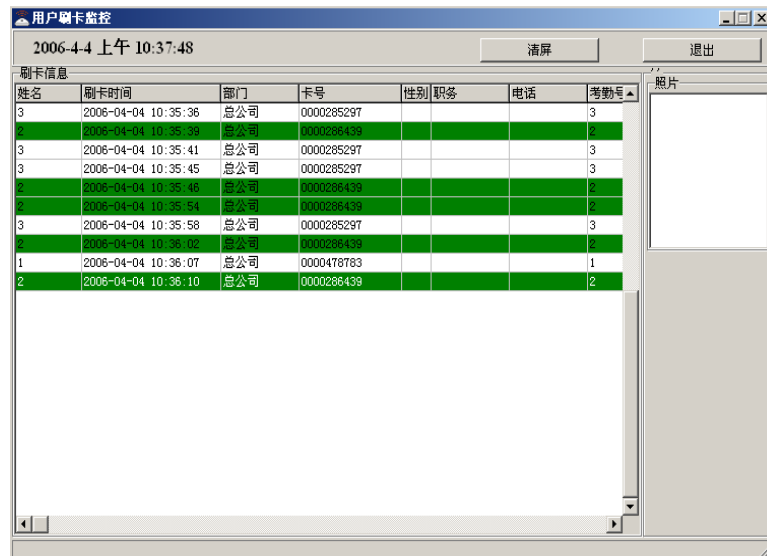 用户刷卡监控
2006-4-4 上午 10:37:48 清屏 退出
刷卡信息
照片
姓名 刷卡时间 部门 卡号 性别 职务 电话 考勤号
3 2006-04-04 10:35:36 总公司 0000285297 3
2 2006-04-04 10:35:39 总公司 0000286439 2
3 2006-04-04 10:35:41 总公司 0000285297 3
3 2006-04-04 10:35:45 总公司 0000285297 3
2 2006-04-04 10:35:46 总公司 0000286439 2
2 2006-04-04 10:35:54 总公司 0000286439 2
3 2006-04-04 10:35:58 总公司 0000285297 3
2 2006-04-04 10:36:02 总公司 0000286439 2
1 2006-04-04 10:36:07 总公司 0000478783 1
2 2006-04-04 10:36:10 总公司 0000286439 2